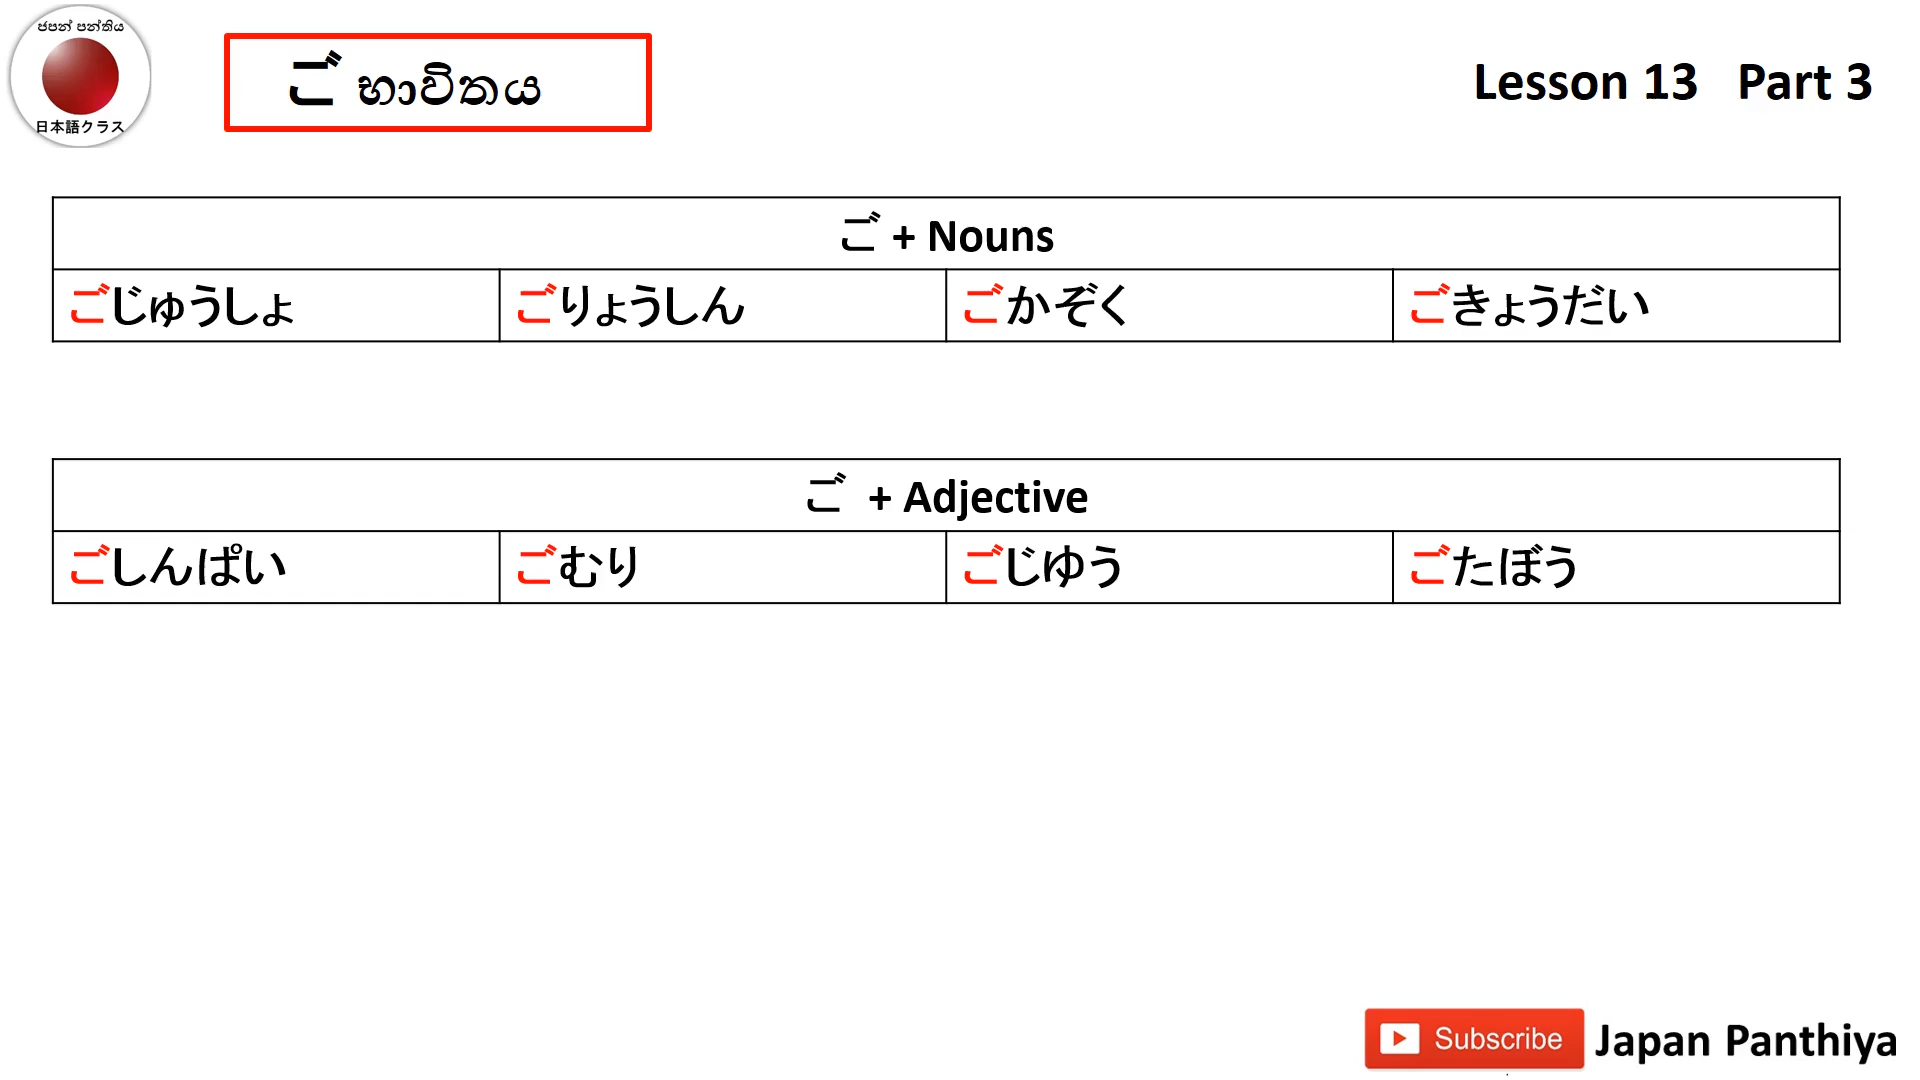 ජපන් පන්තිය
日本語クラス
ご භාවිතය
Lesson 13 Part 3
ご + Nouns
ごじゅうしょ ごりょうしん ごかぞく ごきょうだい
ご + Adjective
ごしんぱい ごむり ごじゆう ごたぼう
Subscribe Japan Panthiya